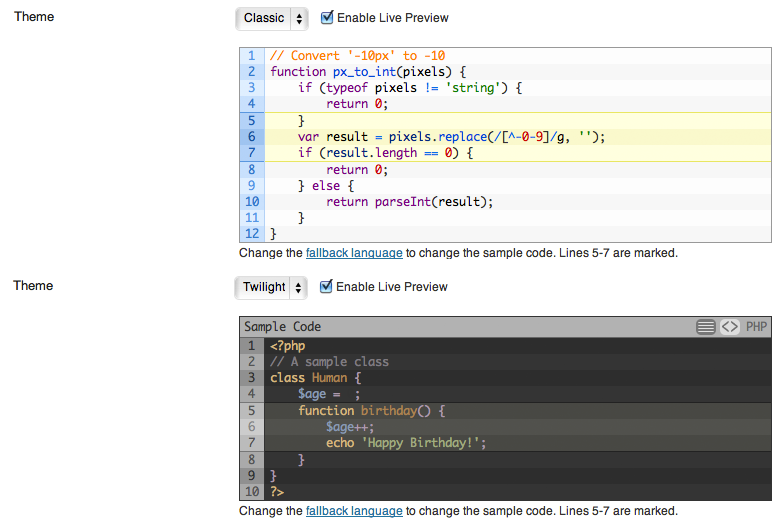 Theme Classic Enable Live Preview
1 // Convert '-10px' to -10
2 function px_to_int(pixels) {
3     if (typeof pixels != 'string') {
4         return 0;
5     }
6     var result = pixels.replace(/[^-0-9]/g, '');
7     if (result.length == 0) {
8         return 0;
9     } else {
10         return parseInt(result);
11     }
12 }
Change the fallback language to change the sample code. Lines 5-7 are marked.
Theme Twilight Enable Live Preview
Sample Code <> PHP
1 <?php
2 // A sample class
3 class Human {
4     $age =  ;
5     function birthday() {
6         $age++;
7         echo 'Happy Birthday!';
8     }
9 }
10 ?>
Change the fallback language to change the sample code. Lines 5-7 are marked.